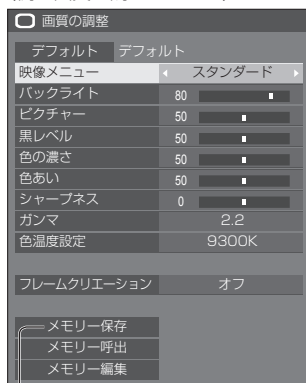 画質の調整
デフォルト デフォルト
映像メニュー スタンダード
バックライト 80
ピクチャー 50
黒レベル 50
色の濃さ 50
色あい 50
シャープネス 0
ガンマ 2.2
色温度設定 9300K
フレームクリエーション オフ
メモリー保存
メモリー呼出
メモリー編集